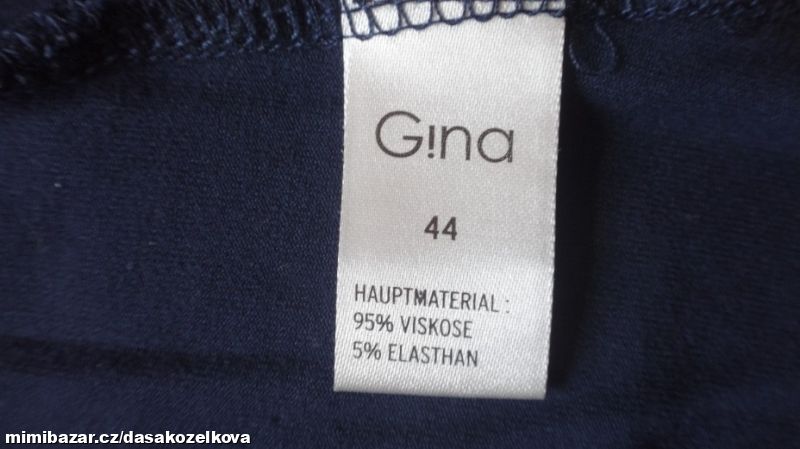 G!na
44
HAUPTMATERIAL :
95% VISKOSE
5% ELASTHAN
mimibazar.cz/dasakozelkova